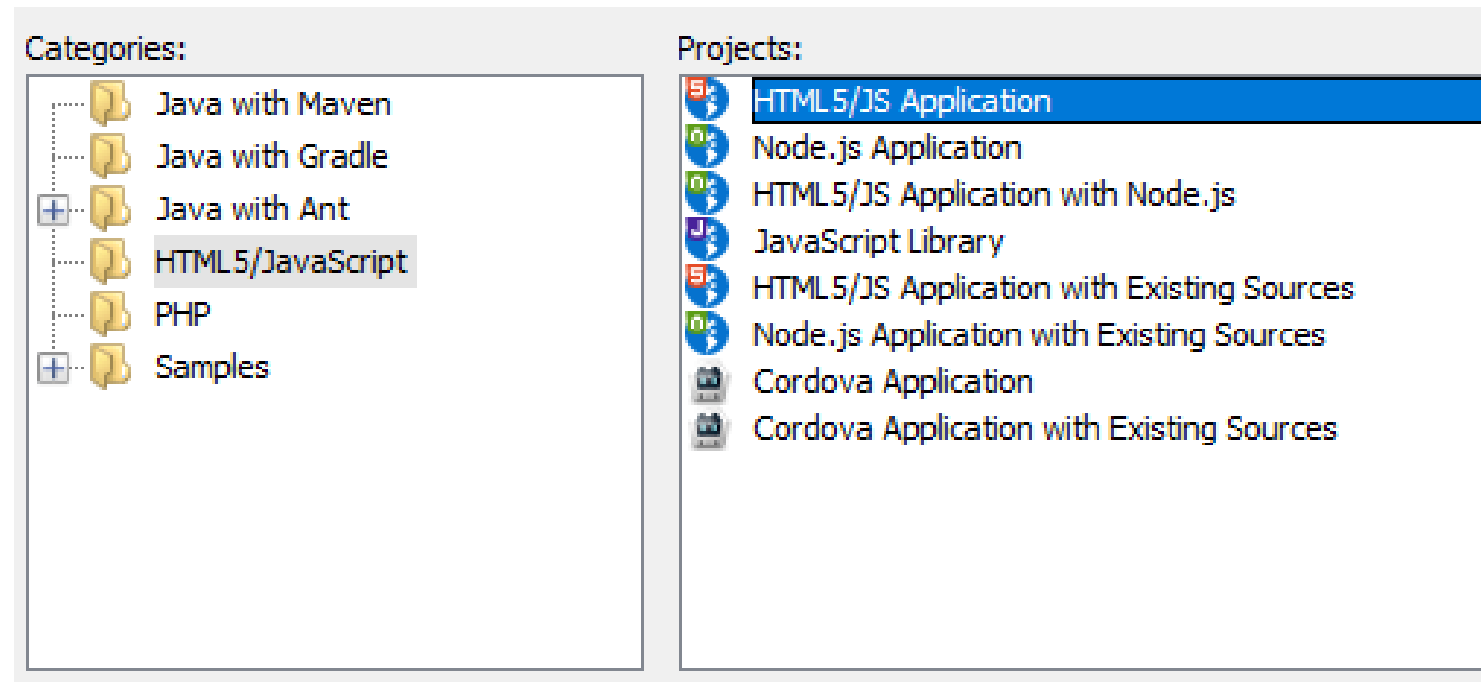 Categories:
Java with Maven
Java with Gradle
Java with Ant
HTML5/JavaScript
PHP
Samples
Projects:
HTML5/JS Application
Node.js Application
HTML5/JS Application with Node.js
JavaScript Library
HTML5/JS Application with Existing Sources
Node.js Application with Existing Sources
Cordova Application
Cordova Application with Existing Sources